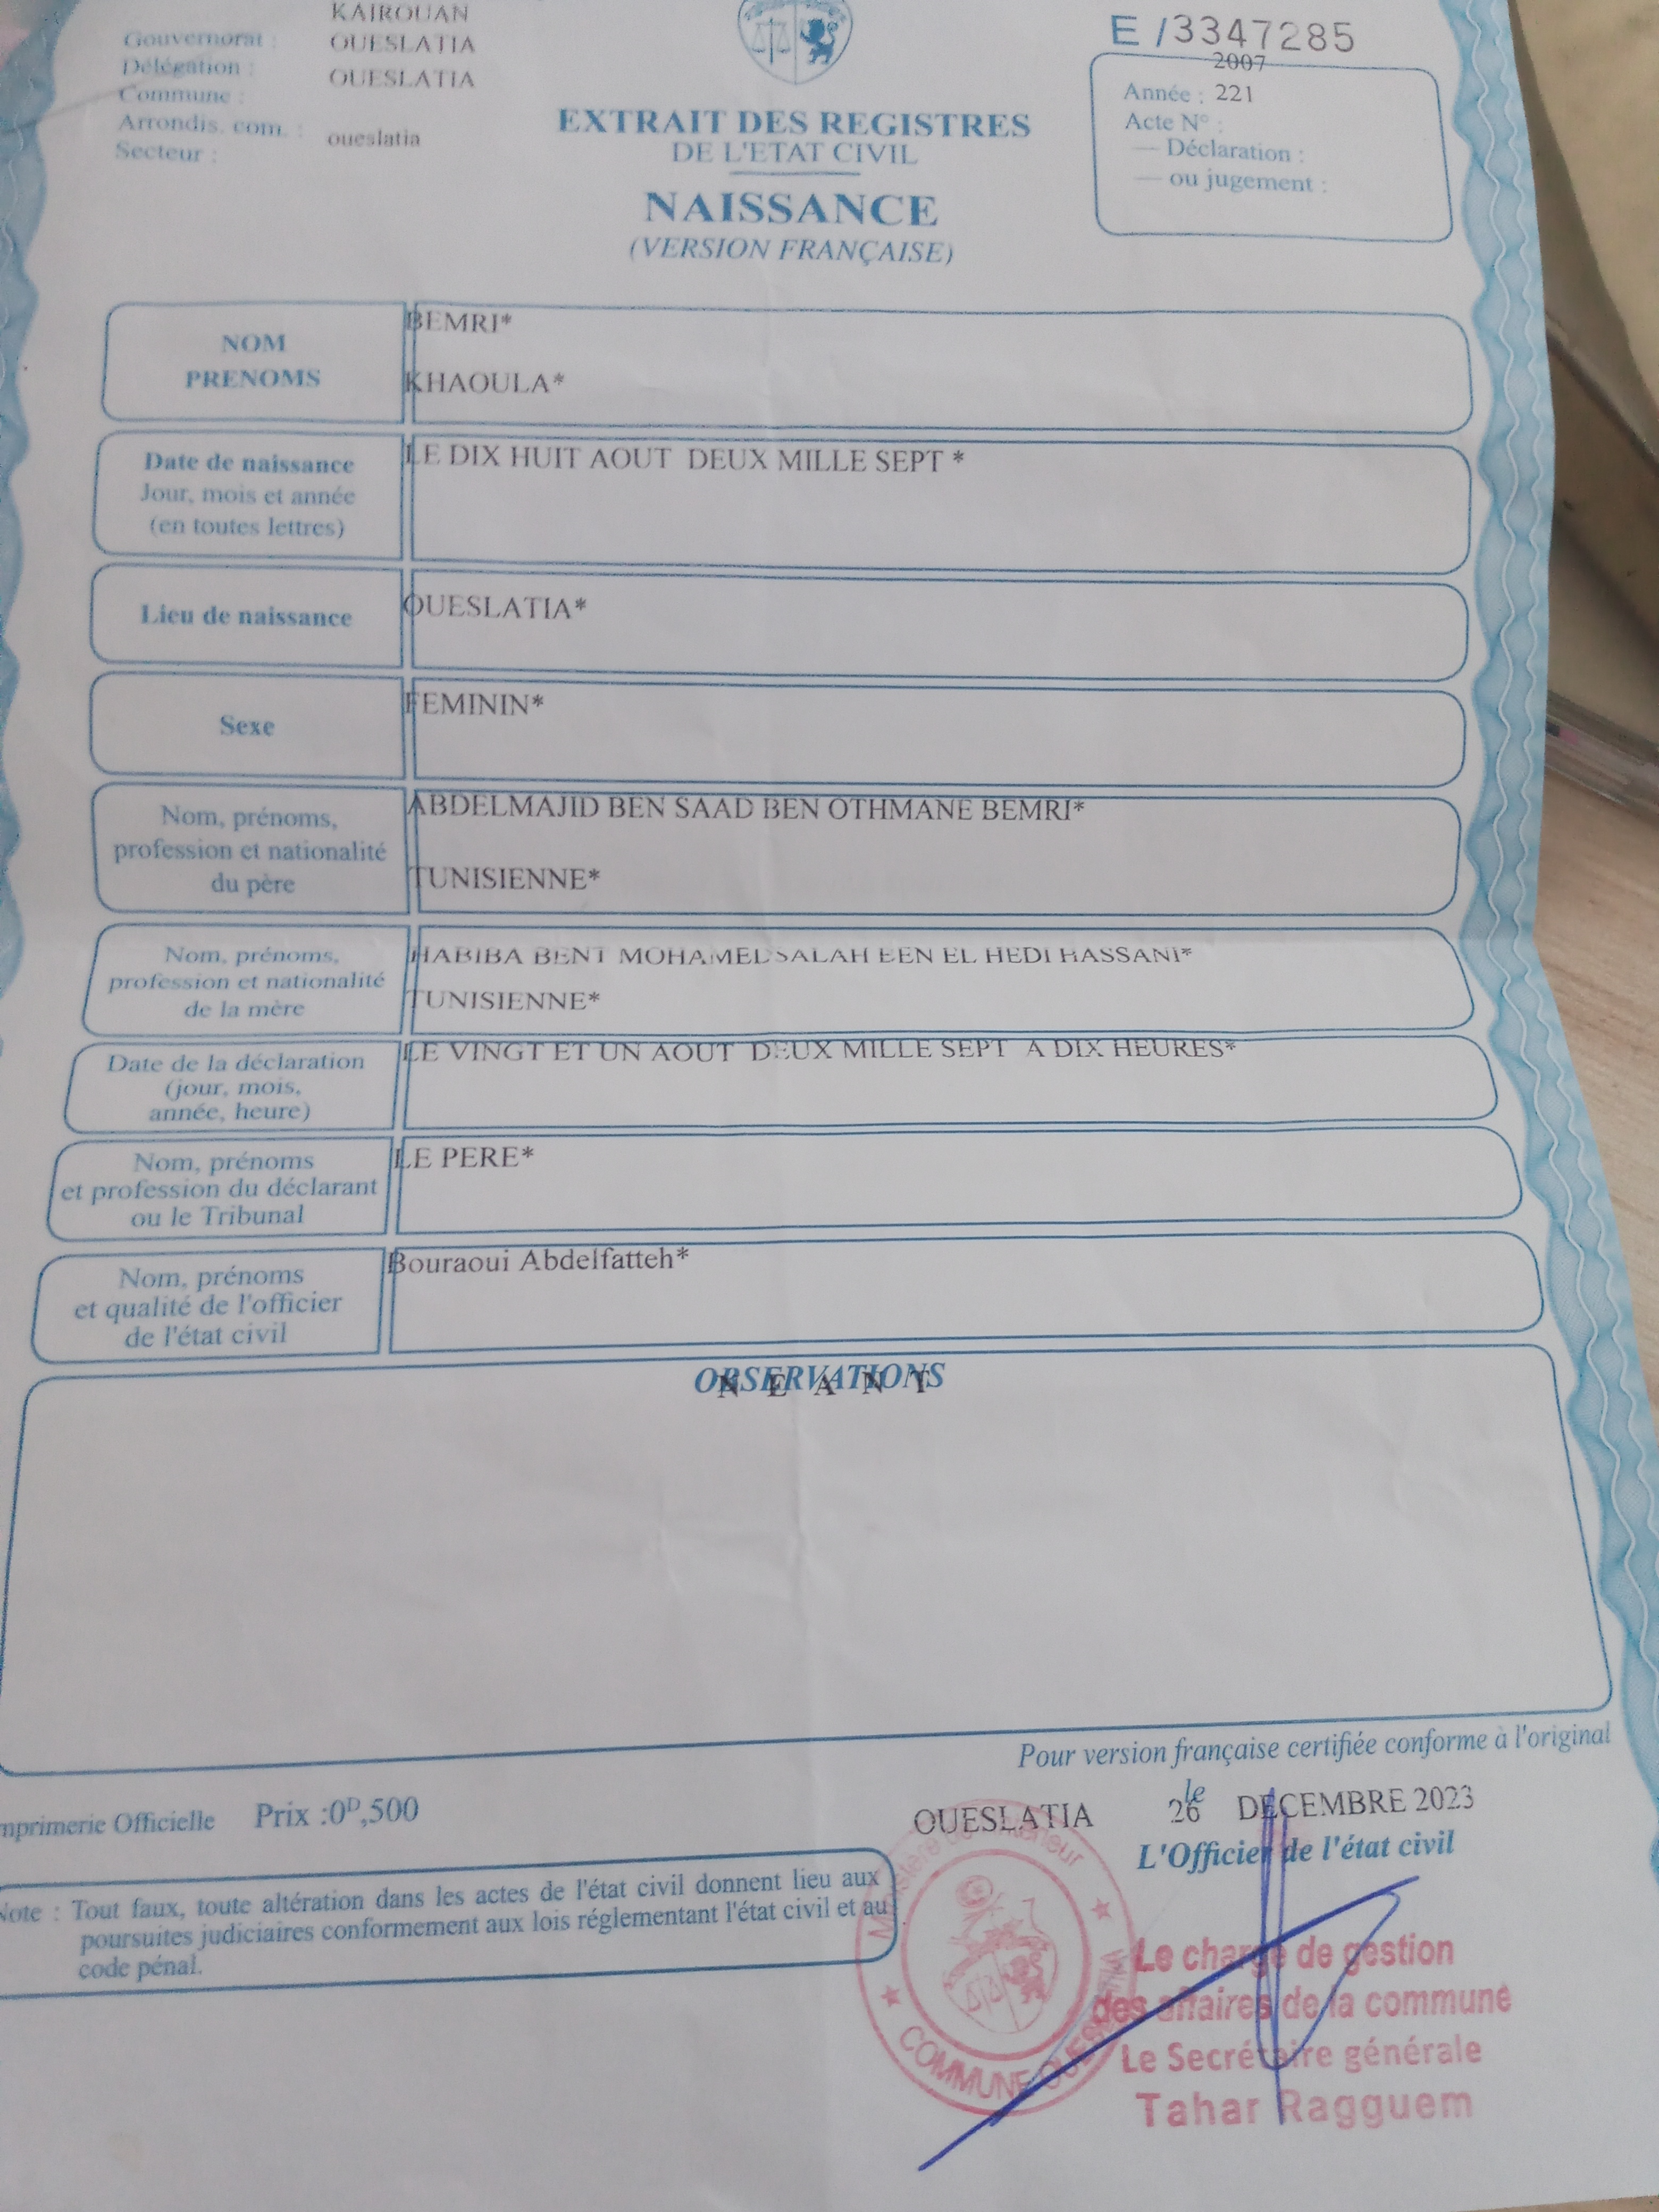 KAIROUAN
Gouvernorat : OUESLATIA
Délégation : OUESLATIA
Commune :
Arrondis. com. : oueslatia
Secteur :
E /3347285
2007
Année : 221
Acte N° :
— Déclaration :
— ou jugement :
EXTRAIT DES REGISTRES
DE L'ETAT CIVIL
NAISSANCE
(VERSION FRANÇAISE)
NOM
PRENOMS
BEMRI*
KHAOULA*
Date de naissance
Jour, mois et année
(en toutes lettres)
LE DIX HUIT AOUT DEUX MILLE SEPT *
Lieu de naissance
OUESLATIA*
Sexe
FEMININ*
Nom, prénoms,
profession et nationalité
du père
ABDELMAJID BEN SAAD BEN OTHMANE BEMRI*
TUNISIENNE*
Nom, prénoms,
profession et nationalité
de la mère
HABIBA BENT MOHAMED SALAH BEN EL HEDI HASSANI*
TUNISIENNE*
Date de la déclaration
(jour, mois,
année, heure)
LE VINGT ET UN AOUT DEUX MILLE SEPT A DIX HEURES*
Nom, prénoms
et profession du déclarant
ou le Tribunal
LE PERE*
Nom, prénoms
et qualité de l'officier
de l'état civil
Bouraoui Abdelfatteh*
OBSERVATIONS
N E A N T
Pour version française certifiée conforme à l'original
mprimerie Officielle Prix :0ᴰ,500
OUESLATIA le 26 DECEMBRE 2023
L'Officier de l'état civil
Note : Tout faux, toute altération dans les actes de l'état civil donnent lieu aux
poursuites judiciaires conformement aux lois réglementant l'état civil et au
code pénal.
COMMUNE OUESLATIA
Le charge de gestion
des affaires de la commune
Le Secrétaire générale
Tahar Ragguem